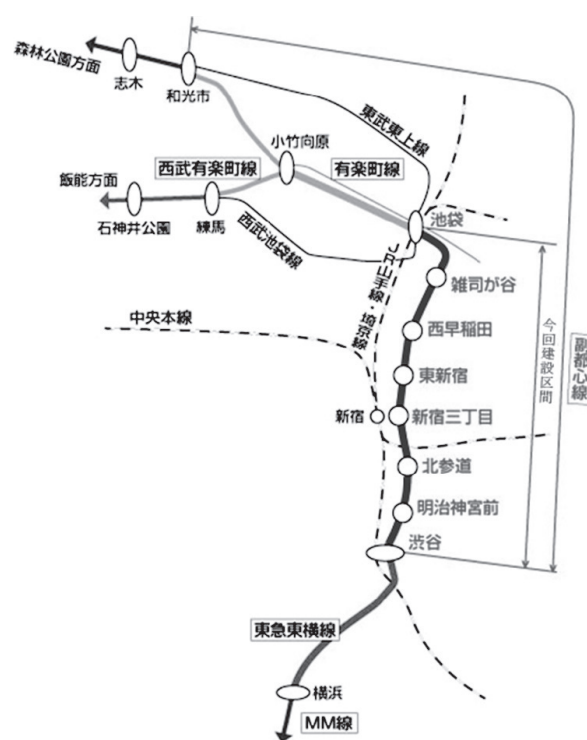 森林公園方面
志木
和光市
東武東上線
小竹向原
西武有楽町線
有楽町線
飯能方面
石神井公園
練馬
西武池袋線
池袋
JR山手線・埼京線
雑司が谷
中央本線
西早稲田
今回建設区間
副都心線
東新宿
新宿
新宿三丁目
北参道
明治神宮前
渋谷
東急東横線
横浜
MM線